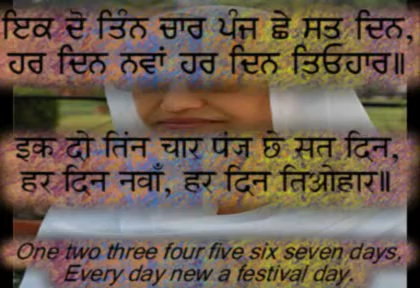 ਇਕ ਦੋ ਤਿੰਨ ਚਾਰ ਪੰਜ ਛੇ ਸਤ ਦਿਨ,
ਹਰ ਦਿਨ ਨਵਾਂ ਹਰ ਦਿਨ ਤਿਓਹਾਰ॥
इक दो तिंन चार पंज छे सत दिन,
हर दिन नवाँ, हर दिन तिओहार॥
One two three four five six seven days,
Every day new a festival day.